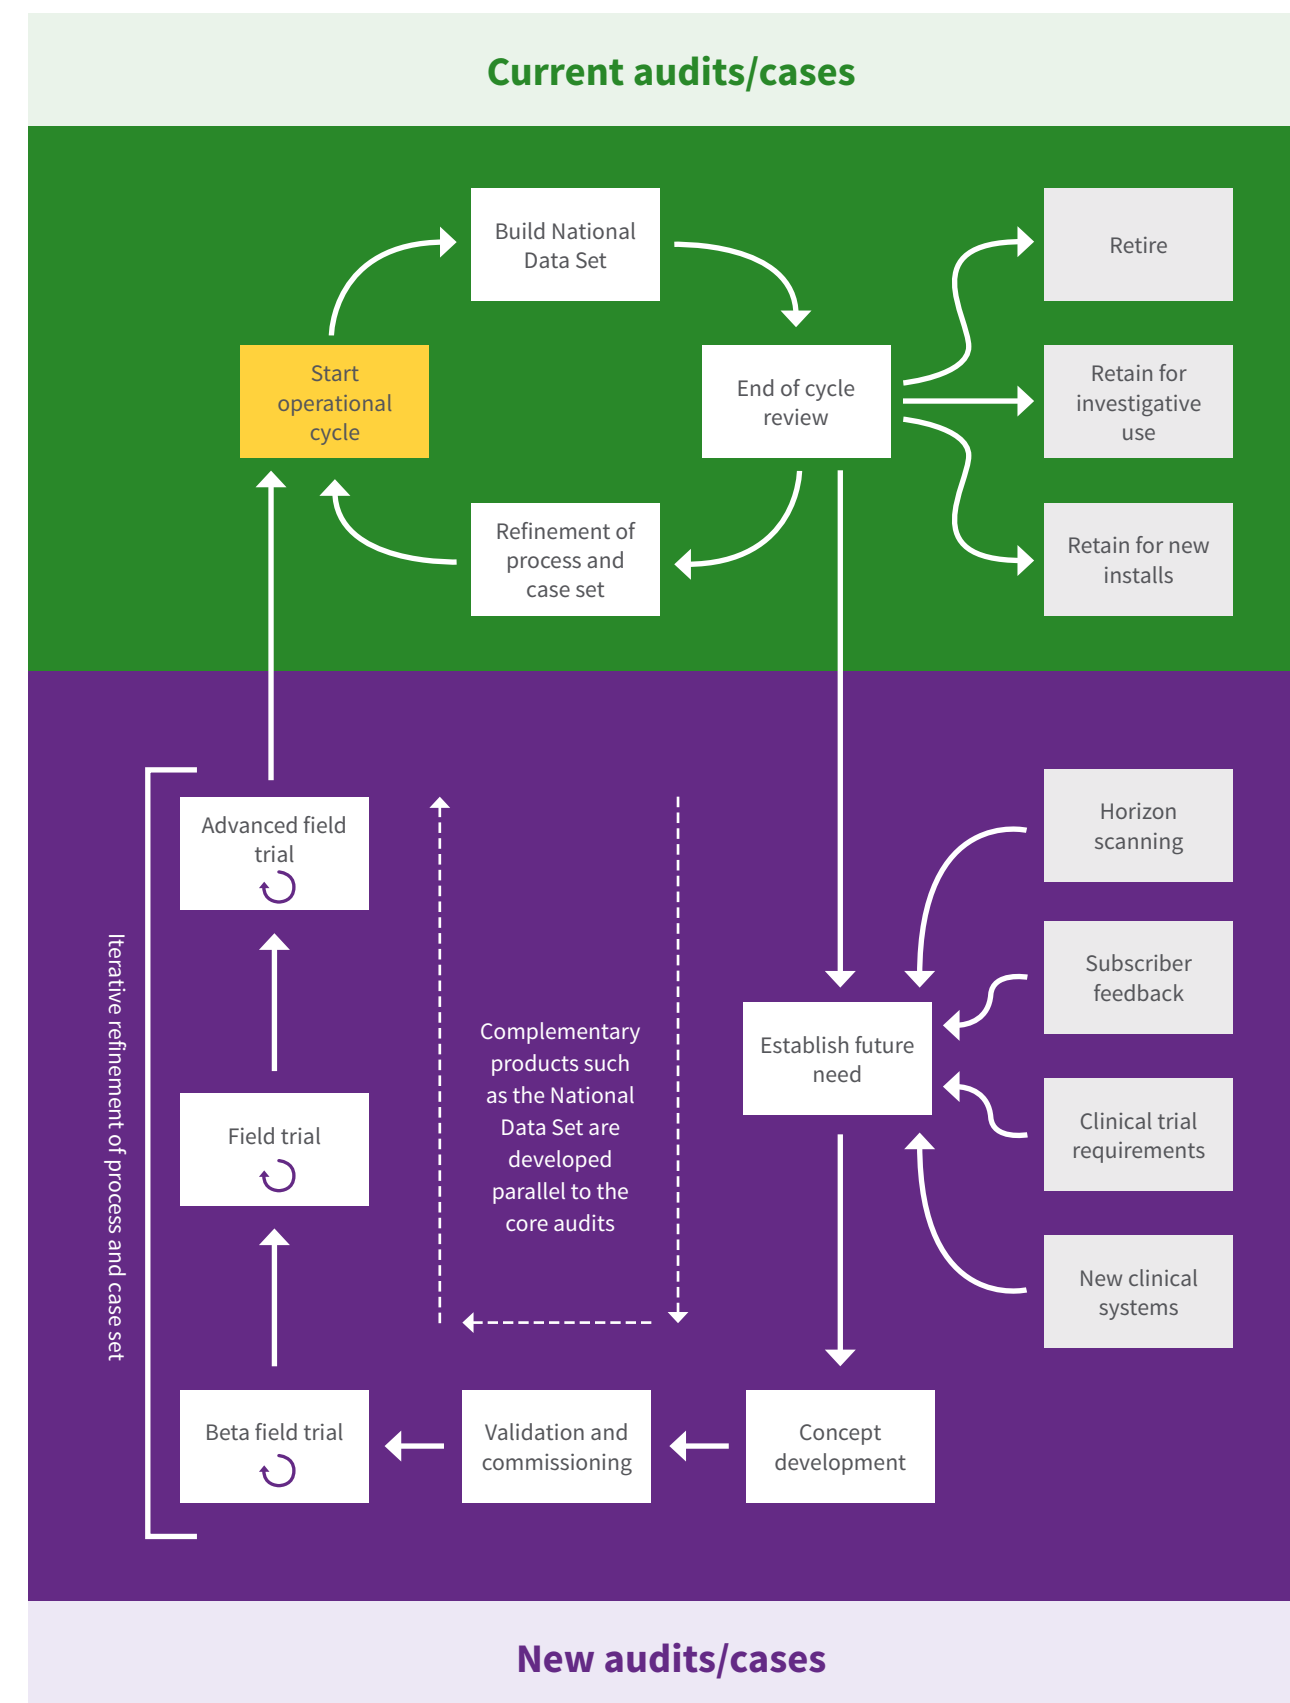 Current audits/cases
Build National
Data Set
Retire
Start
operational
cycle
End of cycle
review
Retain for
investigative
use
Refinement of
process and
case set
Retain for new
installs
Advanced field
trial
Horizon
scanning
Subscriber
feedback
Iterative refinement of process and case set
Complementary
products such
as the National
Data Set are
developed
parallel to the
core audits
Establish future
need
Field trial
Clinical trial
requirements
New clinical
systems
Beta field trial
Validation and
commissioning
Concept
development
New audits/cases